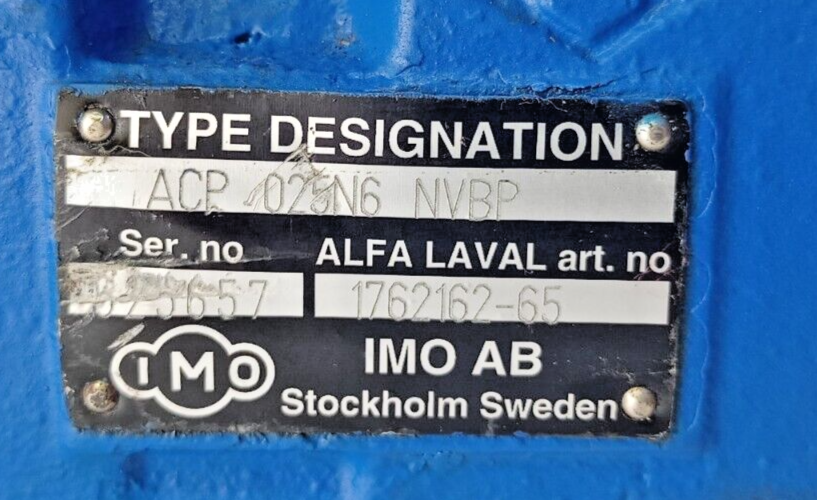 TYPE DESIGNATION
ACP 025N6 NVBP
Ser. no ALFA LAVAL art. no
1762162-65
IMO IMO AB
Stockholm Sweden